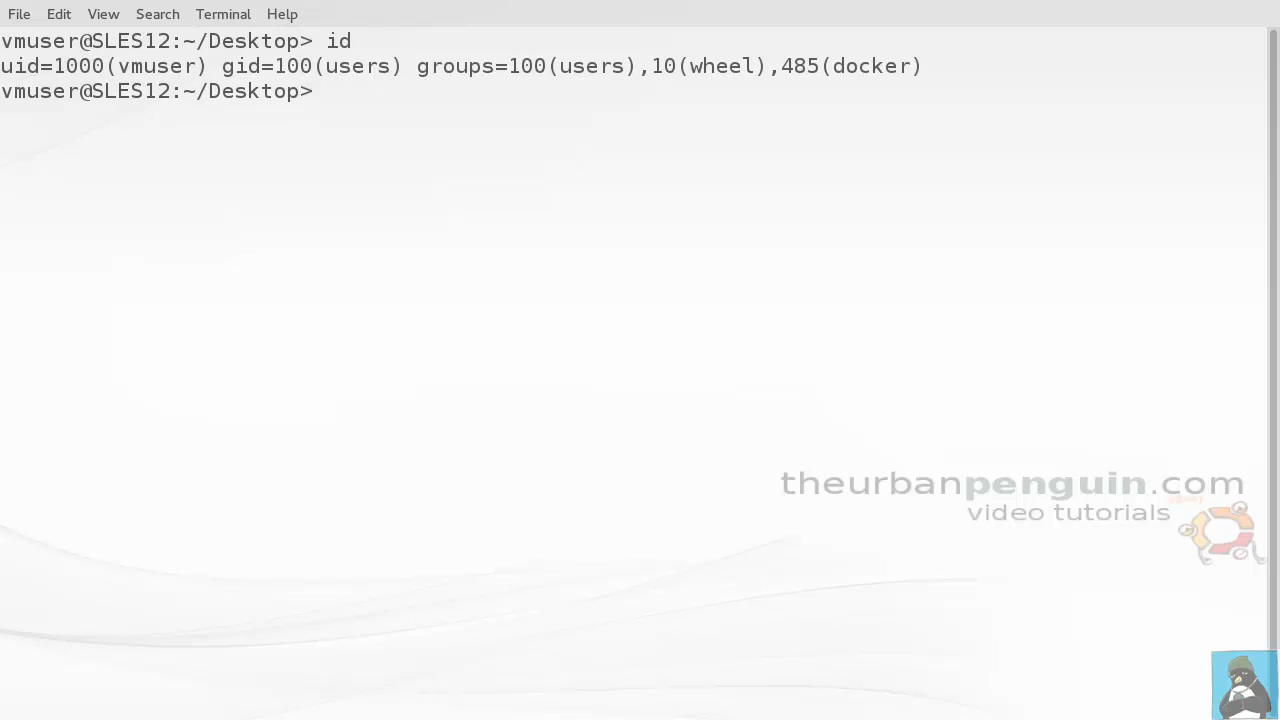 File Edit View Search Terminal Help
vmuser@SLES12:~/Desktop> id
uid=1000(vmuser) gid=100(users) groups=100(users),10(wheel),485(docker)
vmuser@SLES12:~/Desktop>
theurbanpenguin.com
video tutorials